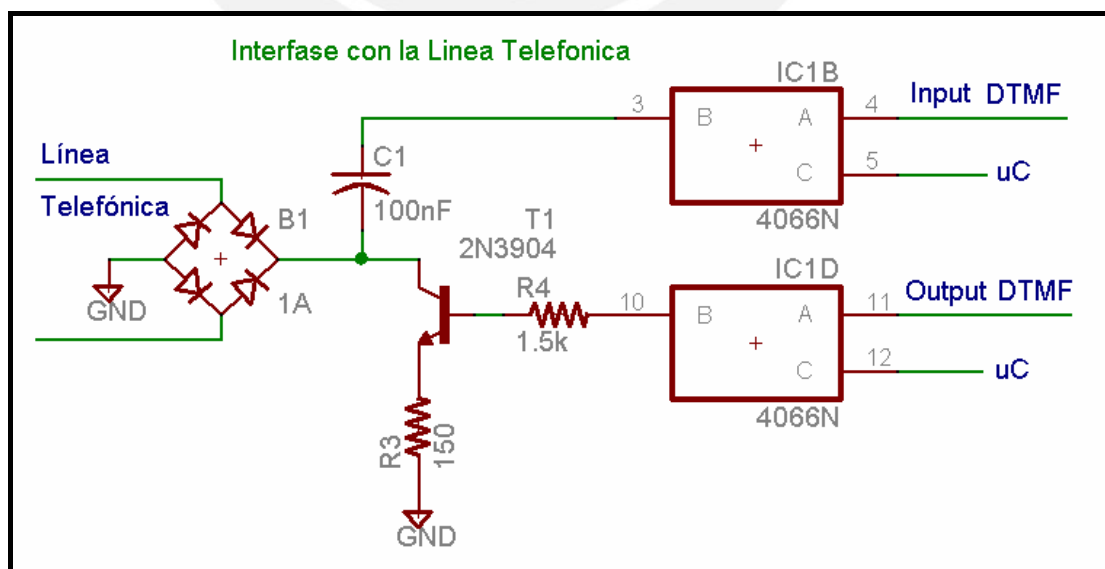 Interfase con la Linea Telefonica
IC1B
3
B
A
4
Input DTMF
C
5
uC
4066N
Línea
Telefónica
C1
100nF
B1
1A
GND
T1
2N3904
R4
1.5k
IC1D
10
B
A
11
Output DTMF
C
12
uC
4066N
R3
150
GND